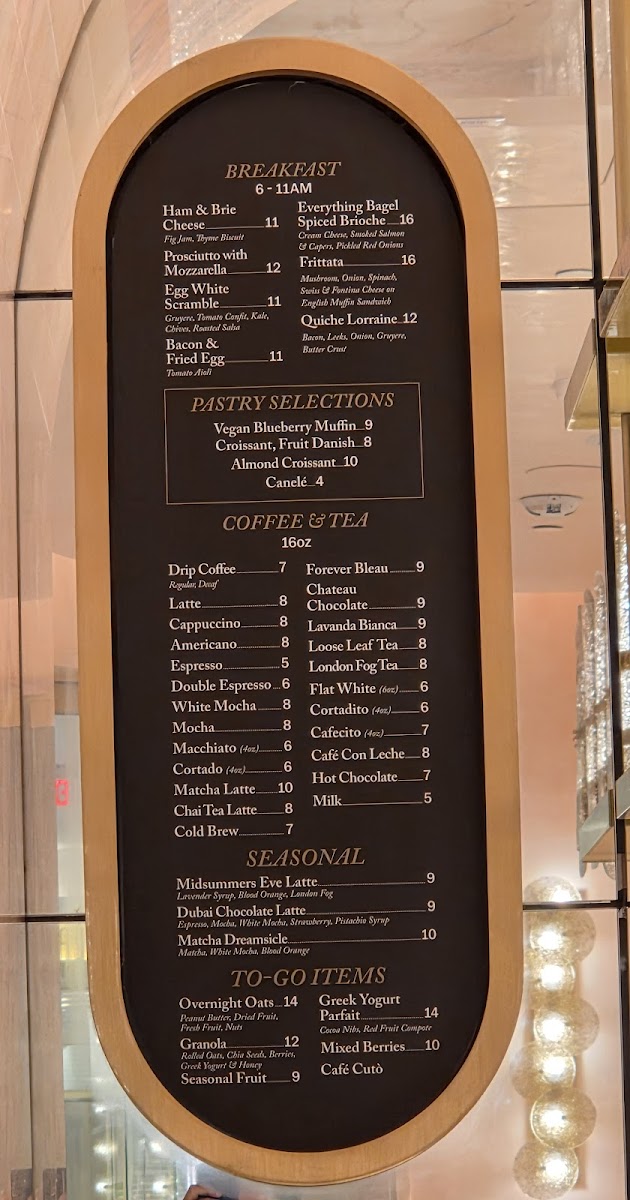 BREAKFAST
6 - 11AM
Ham & Brie
Cheese 11
Fig Jam, Thyme Biscuit
Prosciutto with
Mozzarella 12
Egg White
Scramble 11
Gruyere, Tomato Confit, Kale,
Chives, Roasted Salsa
Bacon &
Fried Egg 11
Tomato Aioli
Everything Bagel
Spiced Brioche 16
Cream Cheese, Smoked Salmon
& Capers, Pickled Red Onions
Frittata 16
Mushroom, Onion, Spinach,
Swiss & Fontina Cheese on
English Muffin Sandwich
Quiche Lorraine 12
Bacon, Leeks, Onion, Gruyere,
Butter Crust
PASTRY SELECTIONS
Vegan Blueberry Muffin 9
Croissant, Fruit Danish 8
Almond Croissant 10
Canelé 4
COFFEE & TEA
16oz
Drip Coffee 7
Regular, Decaf
Latte 8
Cappuccino 8
Americano 8
Espresso 5
Double Espresso 6
White Mocha 8
Mocha 8
Macchiato (4oz) 6
Cortado (4oz) 6
Matcha Latte 10
Chai Tea Latte 8
Cold Brew 7
Forever Bleau 9
Chateau
Chocolate 9
Lavanda Bianca 9
Loose Leaf Tea 8
London Fog Tea 8
Flat White (6oz) 6
Cortadito (4oz) 6
Cafecito (4oz) 7
Café Con Leche 8
Hot Chocolate 7
Milk 5
SEASONAL
Midsummers Eve Latte 9
Lavender Syrup, Blood Orange, London Fog
Dubai Chocolate Latte 9
Espresso, Mocha, White Mocha, Strawberry, Pistachio Syrup
Matcha Dreamsicle 10
Matcha, White Mocha, Blood Orange
TO-GO ITEMS
Overnight Oats 14
Peanut Butter, Dried Fruit,
Fresh Fruit, Nuts
Granola 12
Rolled Oats, Chia Seeds, Berries,
Greek Yogurt & Honey
Seasonal Fruit 9
Greek Yogurt
Parfait 14
Cocoa Nibs, Red Fruit Compote
Mixed Berries 10
Café Cutò